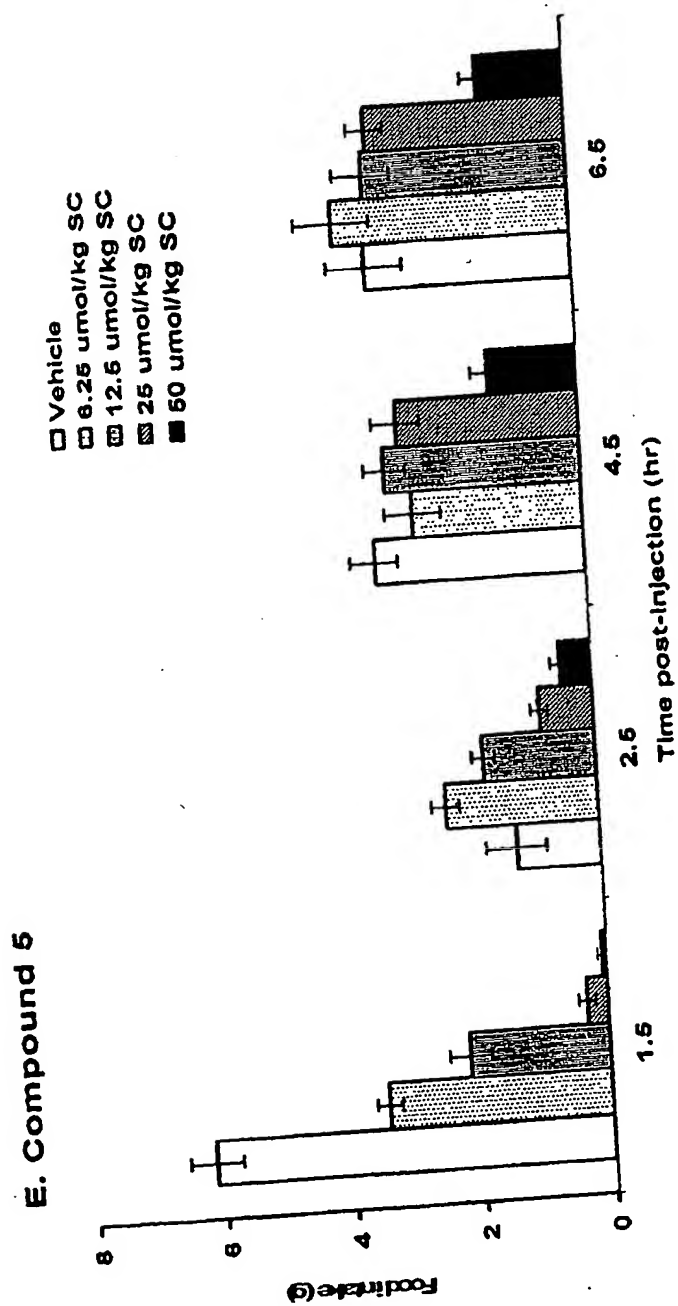 E. Compound 5
Vehicle
6.25 umol/kg SC
12.5 umol/kg SC
25 umol/kg SC
50 umol/kg SC
Food intake (g)
8
6
4
2
0
1.5
2.5
4.5
6.5
Time post-injection (hr)